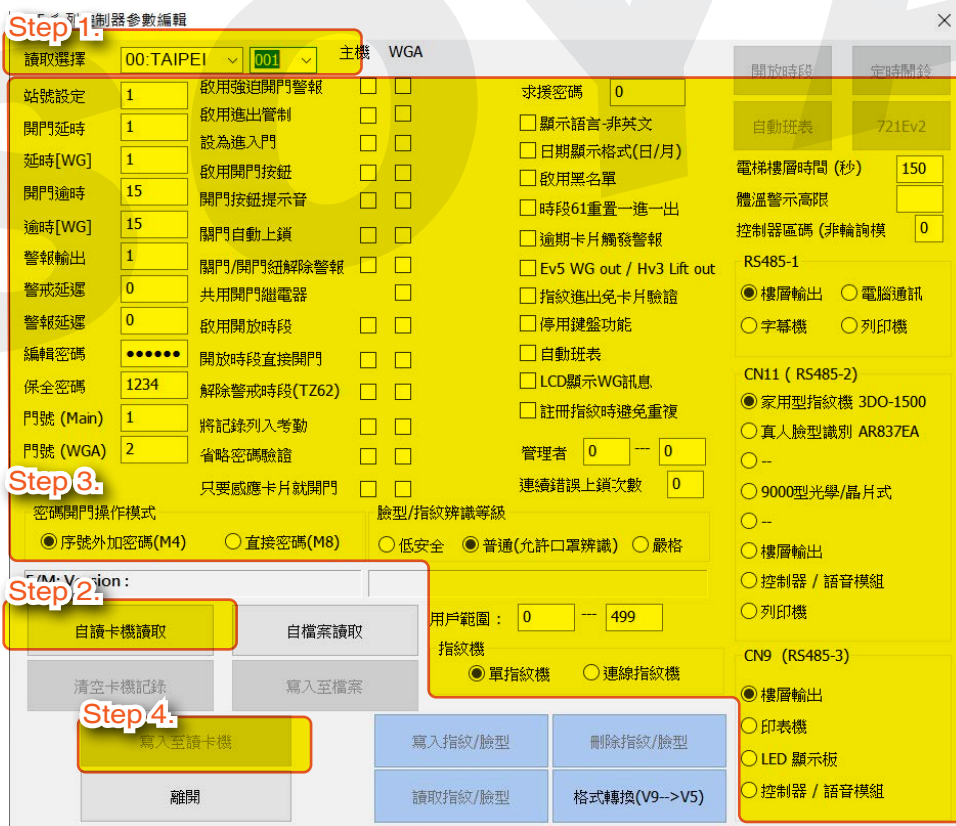 系列控制器參數編輯
Step 1.
讀取選擇 00:TAIPEI 001 主機 WGA
站號設定 1
開門延時 1
延時[WG] 1
開門逾時 15
逾時[WG] 15
警報輸出 1
警戒延遲 0
警報延遲 0
編輯密碼 ●●●●●●
保全密碼 1234
門號 (Main) 1
門號 (WGA) 2
啟用強迫開門警報
啟用進出管制
設為進入門
啟用開門按鈕
開門按鈕提示音
關門自動上鎖
關門/開門紐解除警報
共用開門繼電器
啟用開放時段
開放時段直接開門
解除警戒時段(TZ62)
將記錄列入考勤
省略密碼驗證
只要感應卡片就開門
求援密碼 0
顯示語言-非英文
日期顯示格式(日/月)
啟用黑名單
時段61重置一進一出
逾期卡片觸發警報
Ev5 WG out / Hv3 Lift out
指紋進出免卡片驗證
停用鍵盤功能
自動班表
LCD顯示WG訊息
註冊指紋時避免重複
管理者 0 --- 0
連續錯誤上鎖次數 0
開放時段 定時鬧鈴
自動班表 721Ev2
電梯樓層時間 (秒) 150
體溫警示高限
控制器區碼 (非輪詢模 0
RS485-1
樓層輸出 電腦通訊
字幕機 列印機
CN11 ( RS485-2)
家用型指紋機 3DO-1500
真人臉型識別 AR837EA
--
9000型光學/晶片式
--
樓層輸出
控制器 / 語音模組
列印機
CN9 (RS485-3)
樓層輸出
印表機
LED 顯示板
控制器 / 語音模組
Step 3.
密碼開門操作模式
序號外加密碼(M4) 直接密碼(M8)
臉型/指紋辨識等級
低安全 普通(允許口罩辨識) 嚴格
F/M: Version :
Step 2.
自讀卡機讀取 自檔案讀取
用戶範圍： 0 --- 499
指紋機
單指紋機 連線指紋機
清空卡機記錄 寫入至檔案
Step 4.
寫入至讀卡機 寫入指紋/臉型 刪除指紋/臉型
離開 讀取指紋/臉型 格式轉換(V9-->V5)